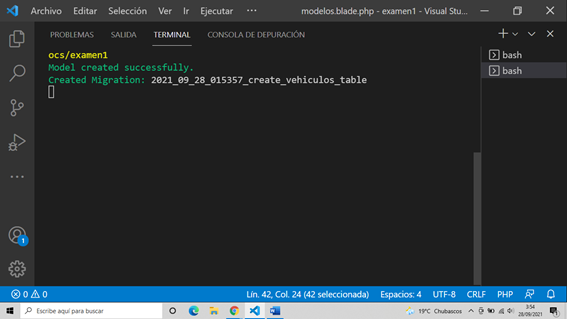 Archivo Editar Selección Ver Ir Ejecutar ··· modelos.blade.php - examen1 - Visual Stu...
PROBLEMAS SALIDA TERMINAL CONSOLA DE DEPURACIÓN
ocs/examen1
Model created successfully.
Created Migration: 2021_09_28_015357_create_vehiculos_table
bash
bash
1
0 0 Lín. 42, Col. 24 (42 seleccionada) Espacios: 4 UTF-8 CRLF PHP
Escribe aquí para buscar 19°C Chubascos 3:54
28/09/2021